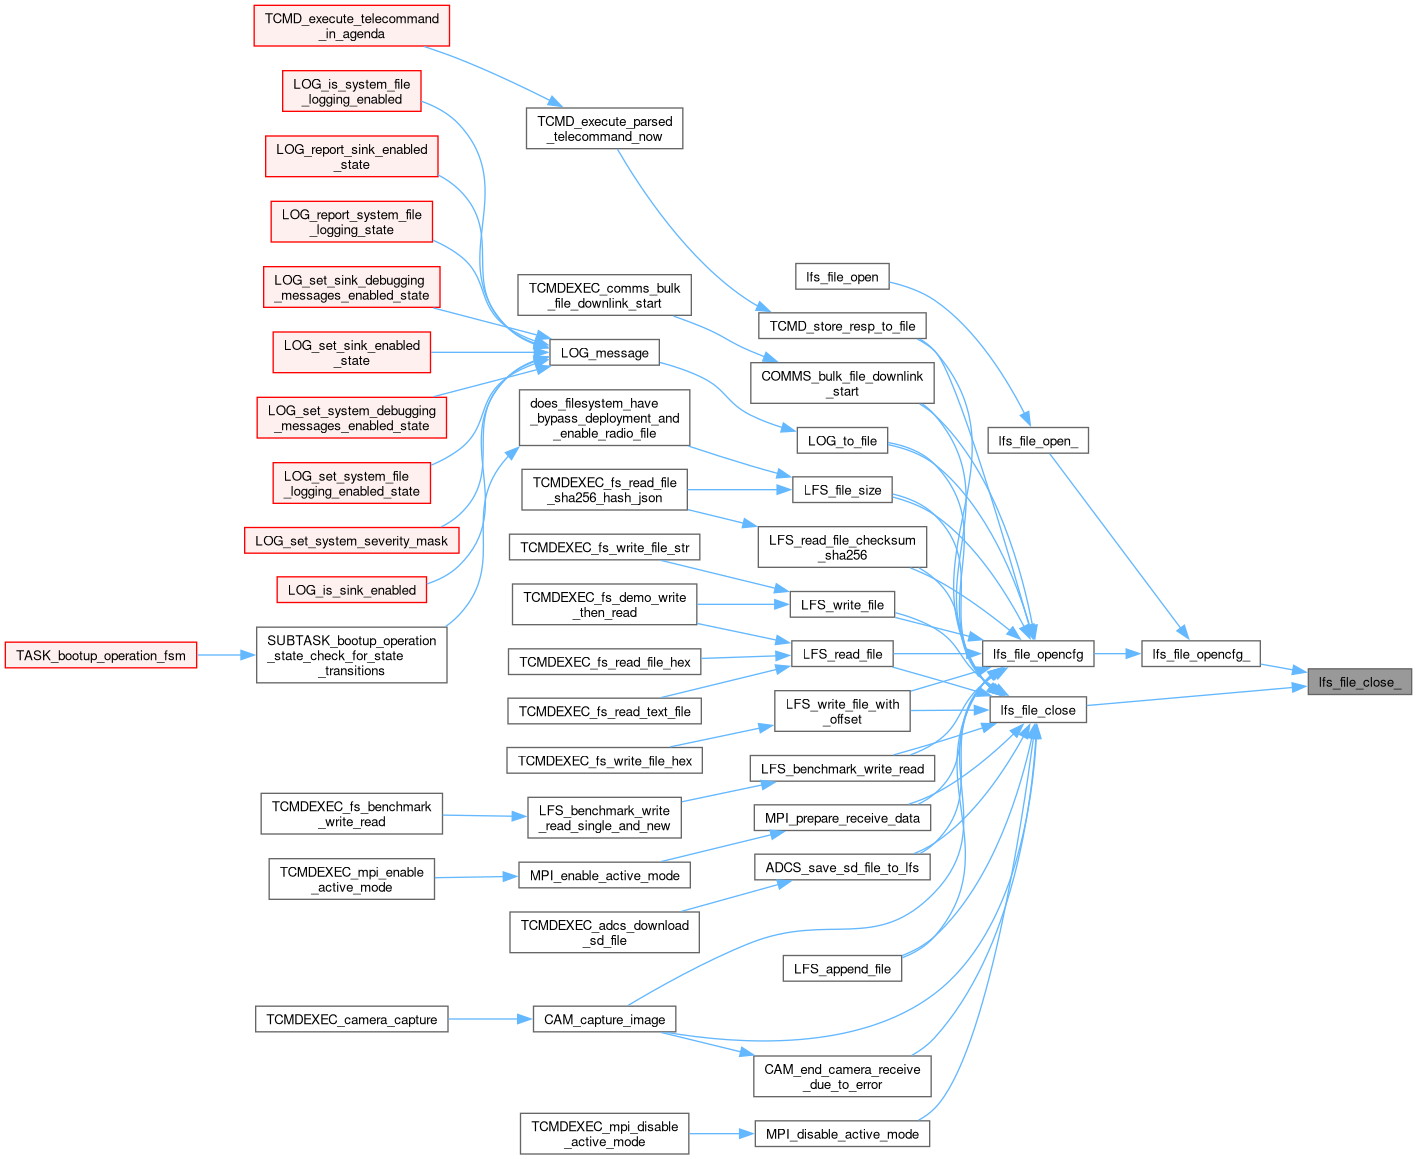 TCMD_execute_telecommand
_in_agenda
LOG_is_system_file
_logging_enabled
LOG_report_sink_enabled
_state
LOG_report_system_file
_logging_state
LOG_set_sink_debugging
_messages_enabled_state
LOG_set_sink_enabled
_state
LOG_set_system_debugging
_messages_enabled_state
LOG_set_system_file
_logging_enabled_state
LOG_set_system_severity_mask
LOG_is_sink_enabled
TASK_bootup_operation_fsm
SUBTASK_bootup_operation
_state_check_for_state
_transitions
TCMDEXEC_fs_benchmark
_write_read
TCMDEXEC_mpi_enable
_active_mode
TCMDEXEC_camera_capture
TCMD_execute_parsed
_telecommand_now
TCMDEXEC_comms_bulk
_file_downlink_start
LOG_message
does_filesystem_have
_bypass_deployment_and
_enable_radio_file
TCMDEXEC_fs_read_file
_sha256_hash_json
TCMDEXEC_fs_write_file_str
TCMDEXEC_fs_demo_write
_then_read
TCMDEXEC_fs_read_file_hex
TCMDEXEC_fs_read_text_file
TCMDEXEC_fs_write_file_hex
LFS_benchmark_write
_read_single_and_new
MPI_enable_active_mode
TCMDEXEC_adcs_download
_sd_file
CAM_capture_image
TCMDEXEC_mpi_disable
_active_mode
lfs_file_open
TCMD_store_resp_to_file
COMMS_bulk_file_downlink
_start
LOG_to_file
LFS_file_size
LFS_read_file_checksum
_sha256
LFS_write_file
LFS_read_file
LFS_write_file_with
_offset
LFS_benchmark_write_read
MPI_prepare_receive_data
ADCS_save_sd_file_to_lfs
LFS_append_file
CAM_end_camera_receive
_due_to_error
MPI_disable_active_mode
lfs_file_open_
lfs_file_opencfg
lfs_file_close
lfs_file_opencfg_
lfs_file_close_